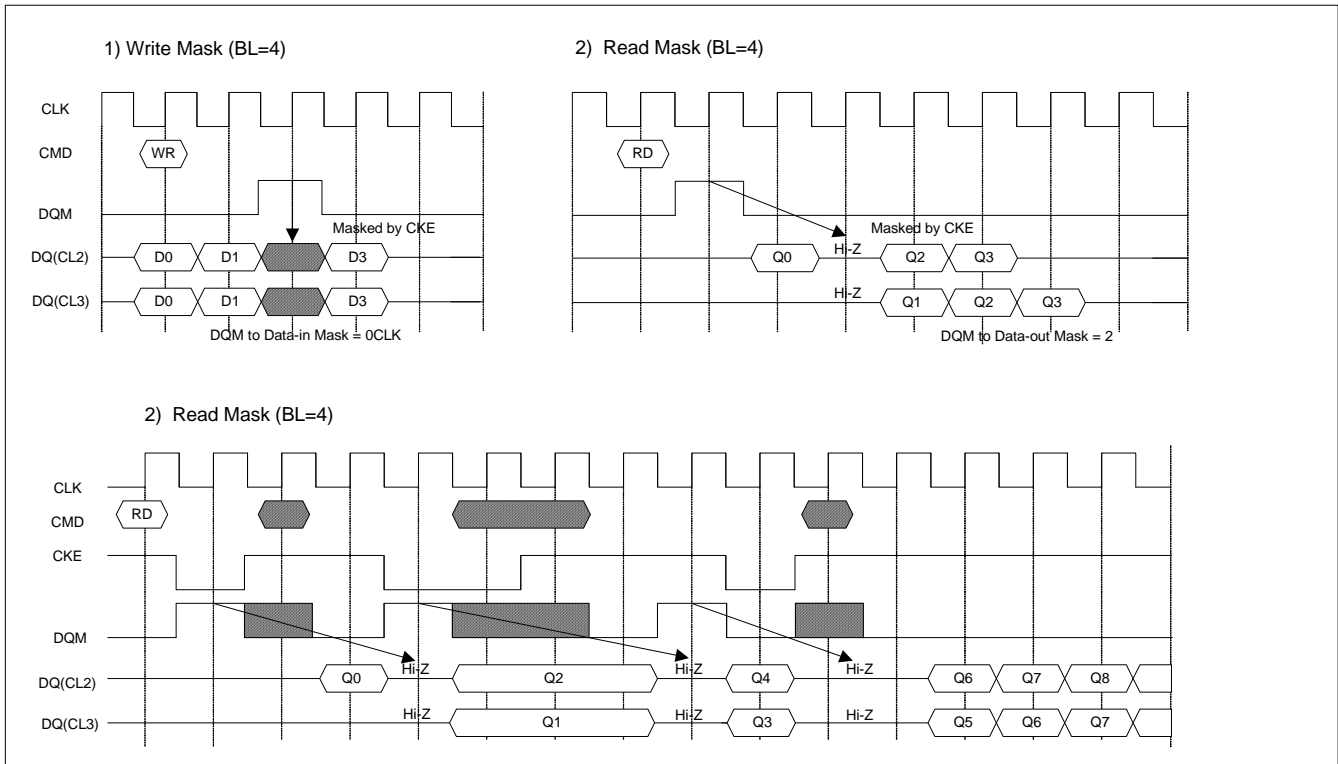 1) Write Mask (BL=4)
CLK
CMD
WR
DQM
Masked by CKE
DQ(CL2)
D0
D1
D3
DQ(CL3)
D0
D1
D3
DQM to Data-in Mask = 0CLK
2) Read Mask (BL=4)
RD
Masked by CKE
Hi-Z
Q0
Q2
Q3
Hi-Z
Q1
Q2
Q3
DQM to Data-out Mask = 2
2) Read Mask (BL=4)
CLK
RD
CMD
CKE
DQM
Hi-Z
Hi-Z
Hi-Z
DQ(CL2)
Q0
Q2
Q4
Q6
Q7
Q8
DQ(CL3)
Hi-Z
Q1
Hi-Z
Q3
Hi-Z
Q5
Q6
Q7